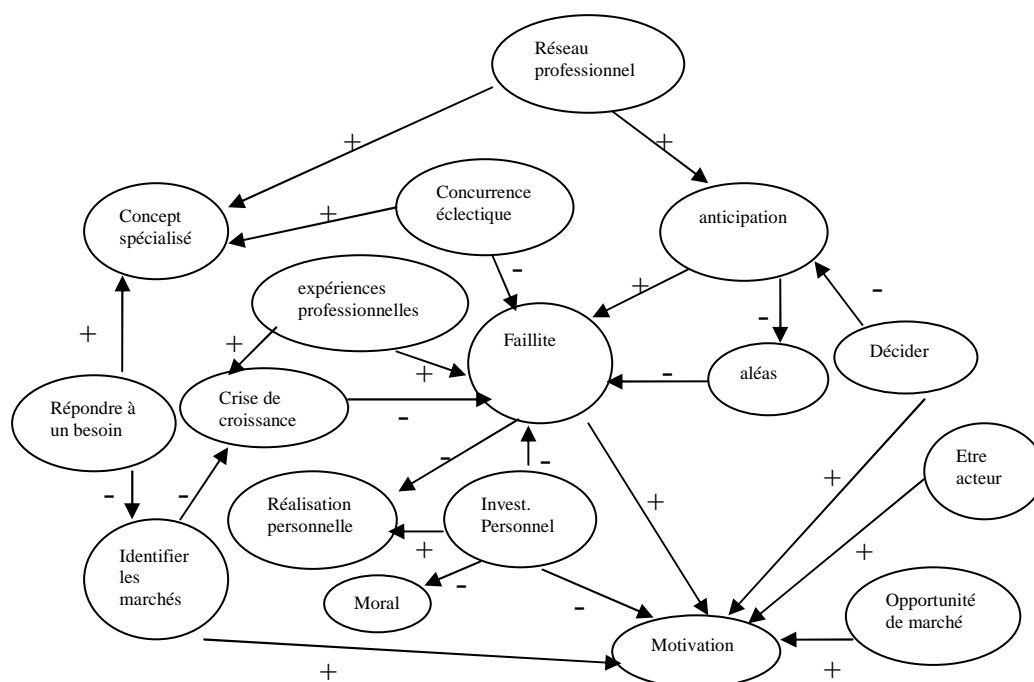 Réseau
professionnel
+
+
Concept
spécialisé
+
Concurrence
éclectique
anticipation
-
+
-
-
expériences
professionnelles
+
+
+
Faillite
-
aléas
Décider
Répondre à
un besoin
Crise de
croissance
-
-
-
-
-
+
+
Etre
acteur
Réalisation
personnelle
+
Invest.
Personnel
Identifier
les
marchés
-
Moral
-
+
Opportunité
de marché
Motivation
+
+